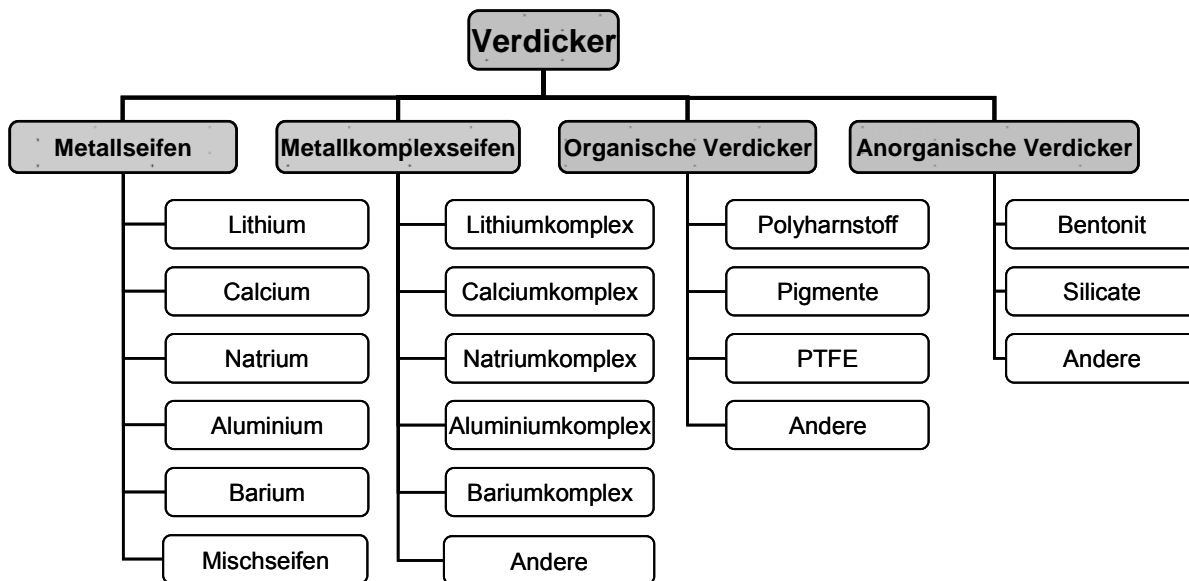 Verdicker
Metallseifen
Metallkomplexseifen
Organische Verdicker
Anorganische Verdicker
Lithium
Calcium
Natrium
Aluminium
Barium
Mischseifen
Lithiumkomplex
Calciumkomplex
Natriumkomplex
Aluminiumkomplex
Bariumkomplex
Andere
Polyharnstoff
Pigmente
PTFE
Andere
Bentonit
Silicate
Andere